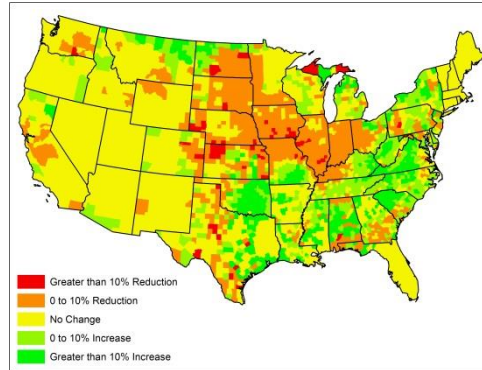 Greater than 10% Reduction
0 to 10% Reduction
No Change
0 to 10% Increase
Greater than 10% Increase